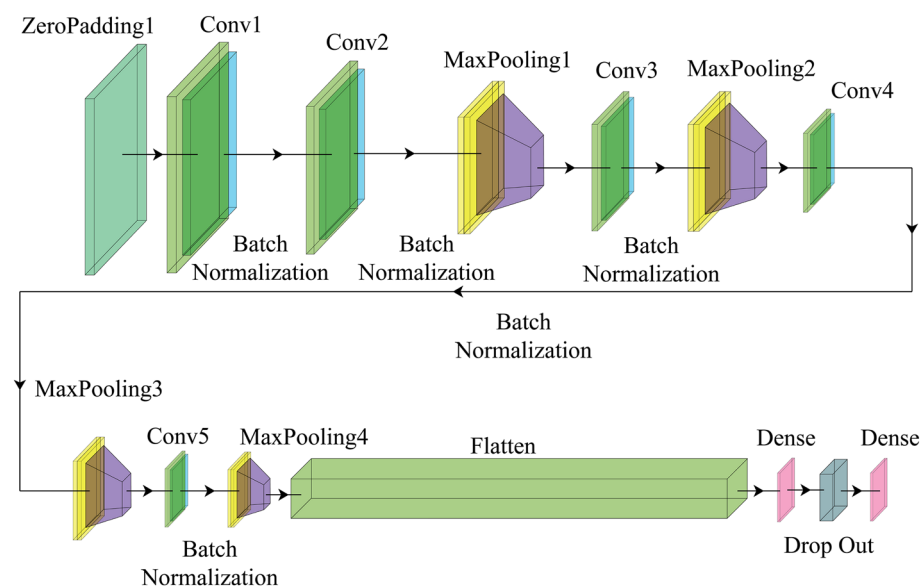 ZeroPadding1
Conv1
Conv2
MaxPooling1
Conv3
MaxPooling2
Conv4
Batch
Normalization
Batch
Normalization
Batch
Normalization
Batch
Normalization
MaxPooling3
Conv5
MaxPooling4
Flatten
Dense
Dense
Drop Out
Batch
Normalization